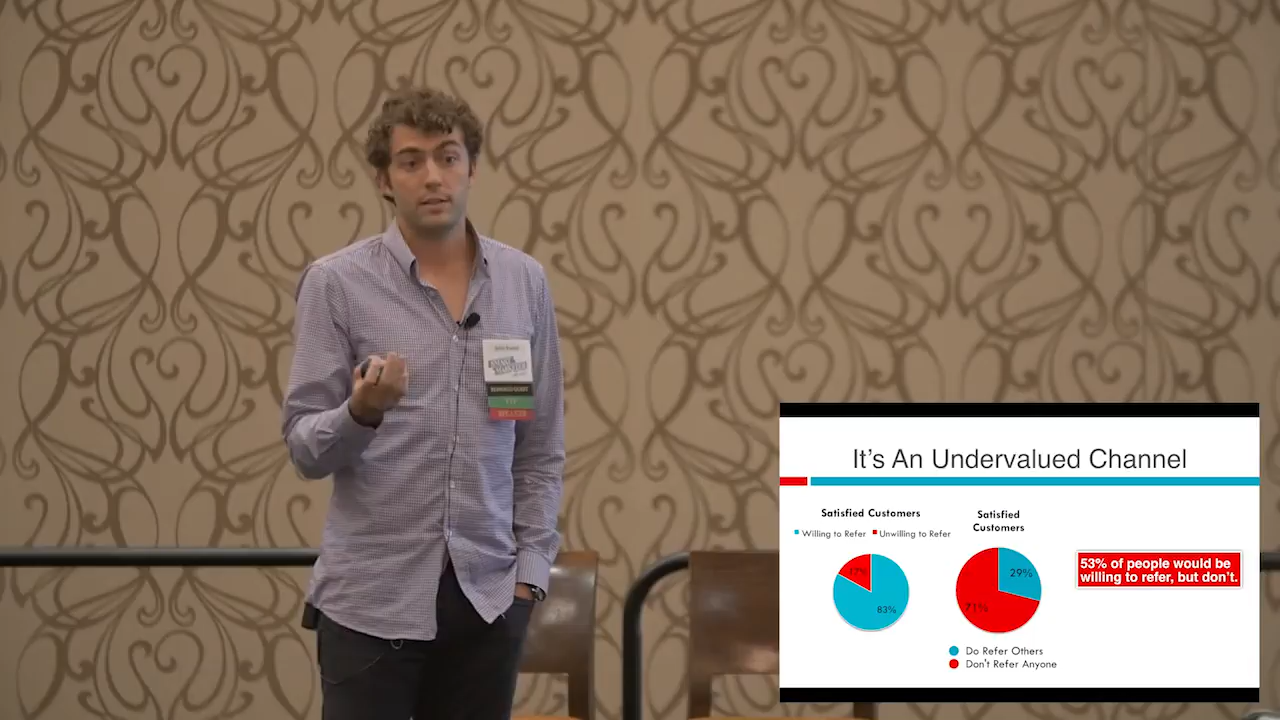 SPEAKER
It's An Undervalued Channel
Satisfied Customers
Willing to Refer Unwilling to Refer
17%
83%
Satisfied
Customers
29%
71%
Do Refer Others
Don't Refer Anyone
53% of people would be
willing to refer, but don't.